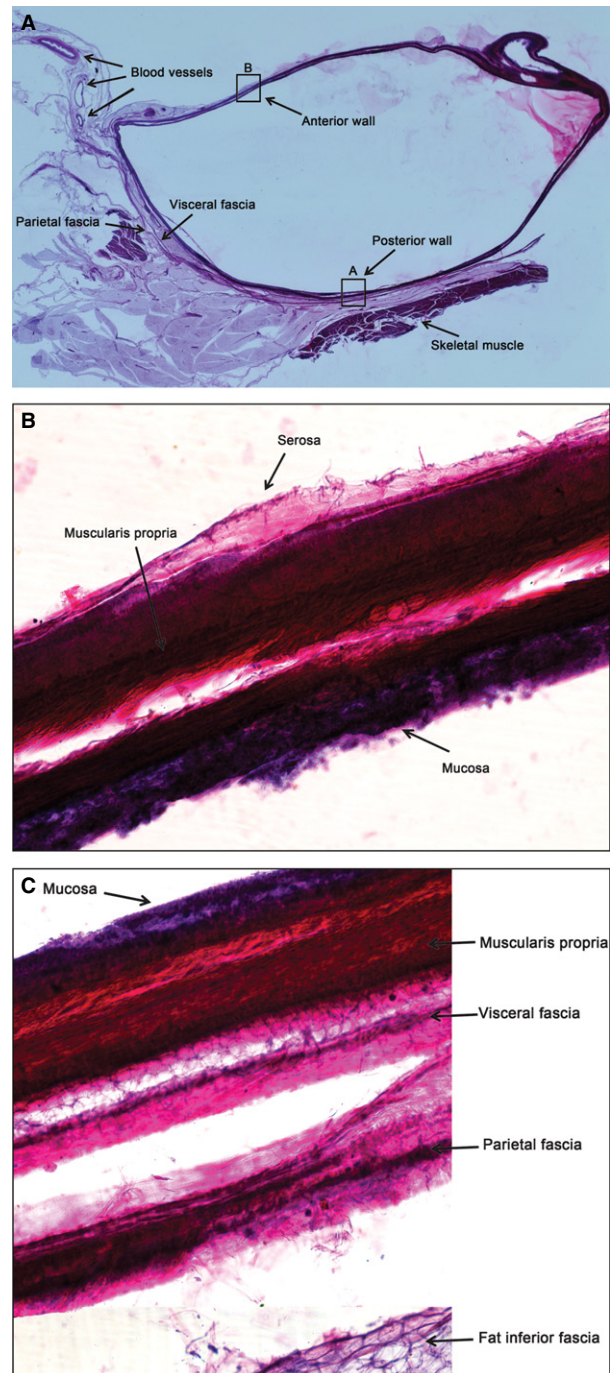 A
Blood vessels
B
Anterior wall
Visceral fascia
Parietal fascia
Posterior wall
A
Skeletal muscle
B
Serosa
Muscularis propria
Mucosa
C
Mucosa
Muscularis propria
Visceral fascia
Parietal fascia
Fat inferior fascia